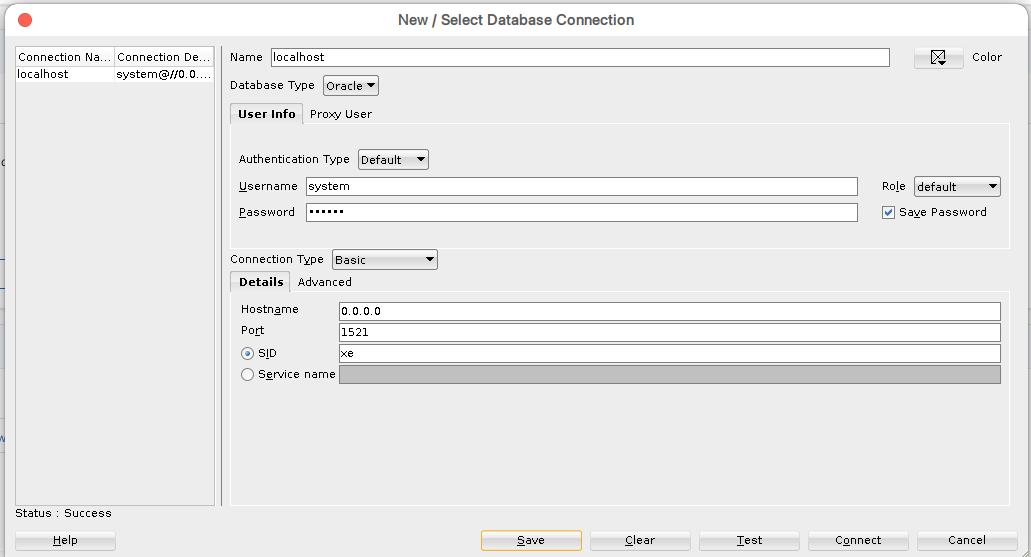 New / Select Database Connection
Connection Na... Connection De...
localhost system@//0.0....
Name localhost Color
Database Type Oracle
User Info Proxy User
Authentication Type Default
Username system Role default
Password •••••• Save Password
Connection Type Basic
Details Advanced
Hostname 0.0.0.0
Port 1521
SID xe
Service name
Status : Success
Help Save Clear Test Connect Cancel